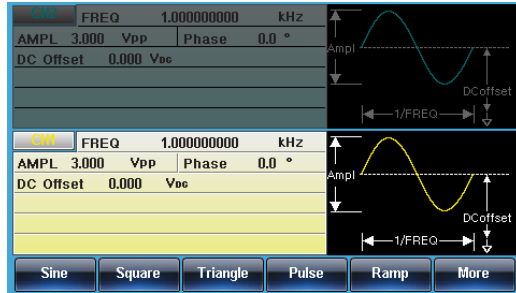 CH2 FREQ 1.000000000 kHz
AMPL 3.000 Vpp Phase 0.0 °
DC Offset 0.000 VDC
Ampl
DCoffset
1/FREQ
CH1 FREQ 1.000000000 kHz
AMPL 3.000 Vpp Phase 0.0 °
DC Offset 0.000 VDC
Ampl
DCoffset
1/FREQ
Sine Square Triangle Pulse Ramp More